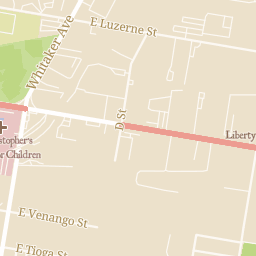 E Luzerne St
Whitaker Ave
D St
Liberty
stopher's
r Children
E Venango St
E Tioga St